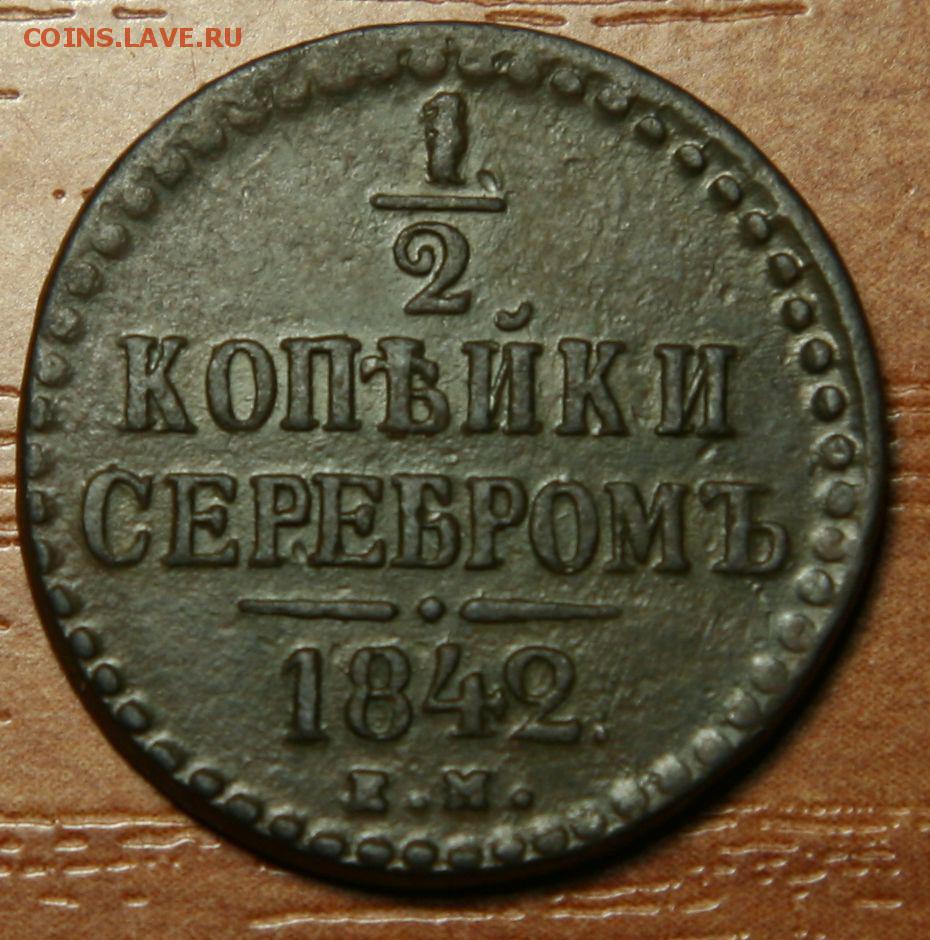 COINS.LAVE.RU
1
2
КОПѢЙКИ
СЕРЕБРОМЪ
1842.
Е.М.